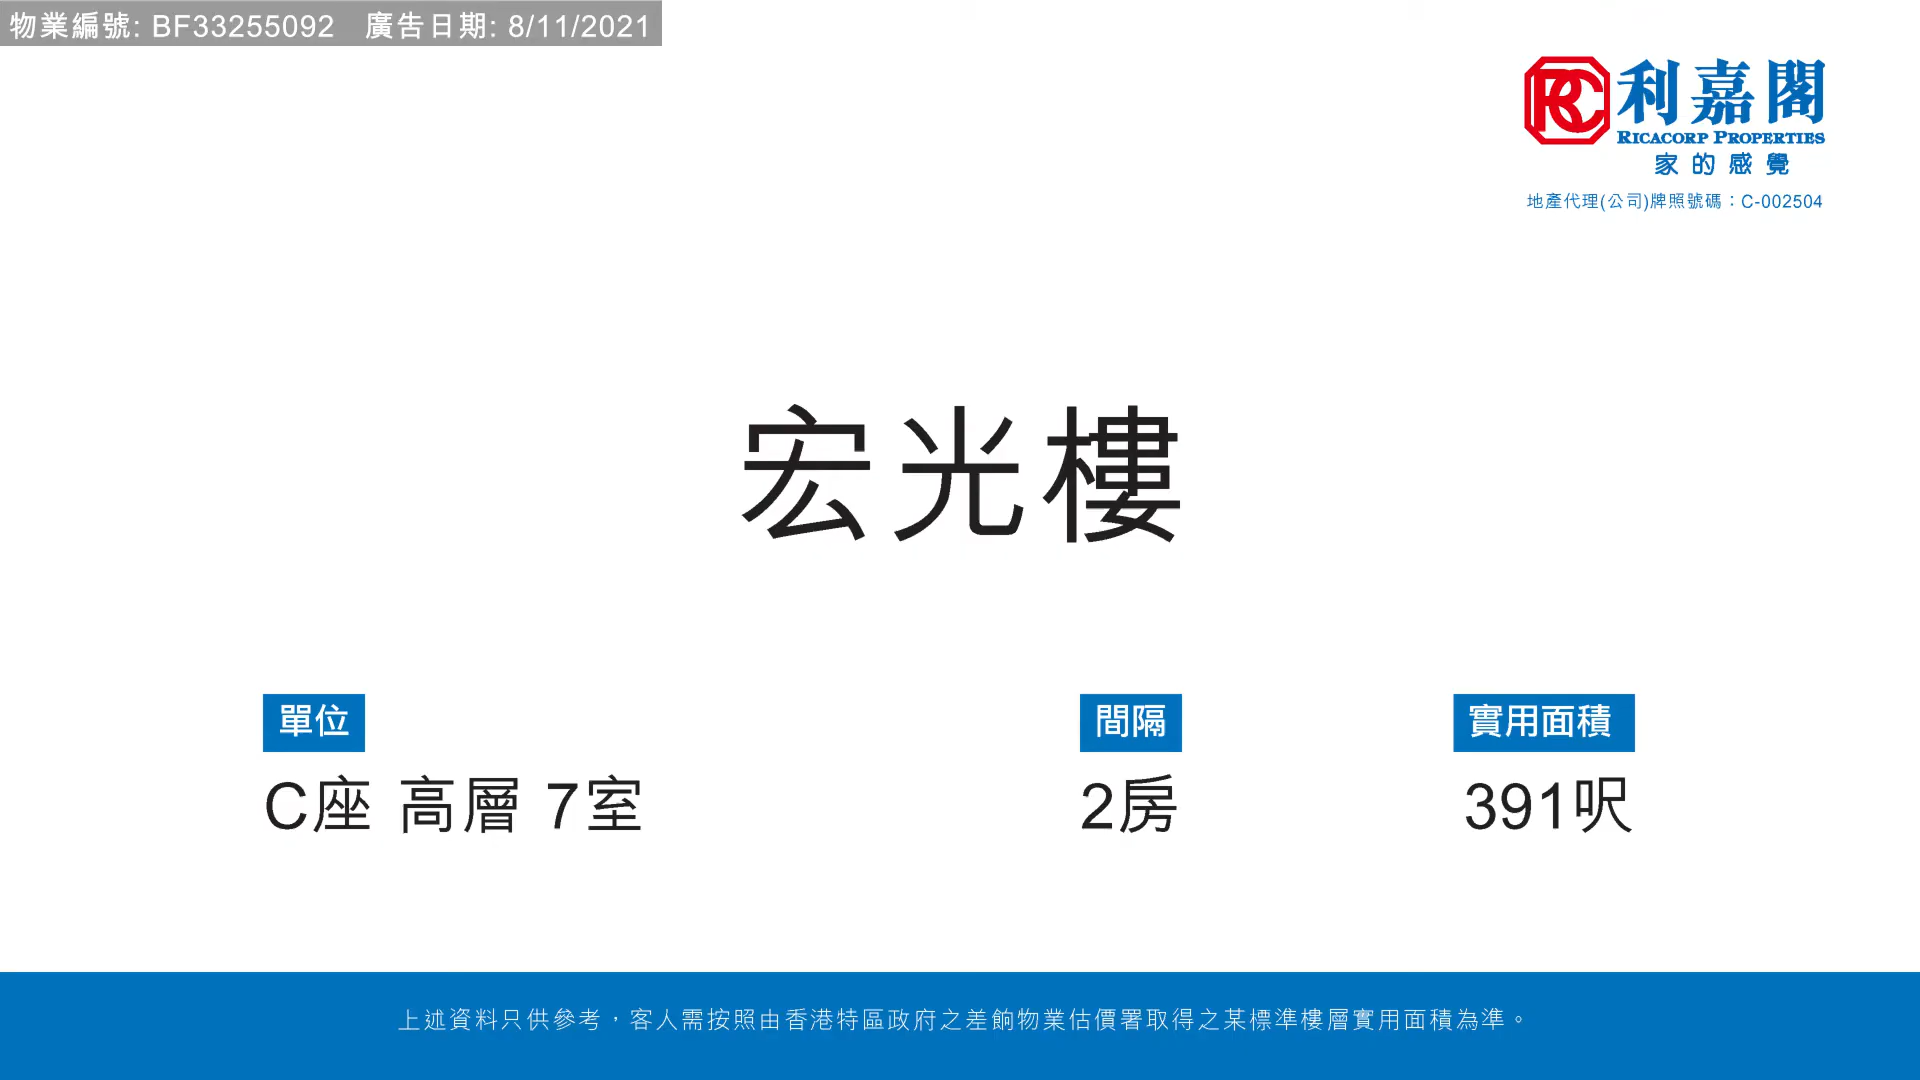 物業編號: BF33255092 廣告日期: 8/11/2021
RC 利嘉閣
RICACORP PROPERTIES
家的感覺
地產代理(公司)牌照號碼：C-002504
宏光樓
單位 間隔 實用面積
C座 高層 7室 2房 391呎
上述資料只供參考，客人需按照由香港特區政府之差餉物業估價署取得之某標準樓層實用面積為準。